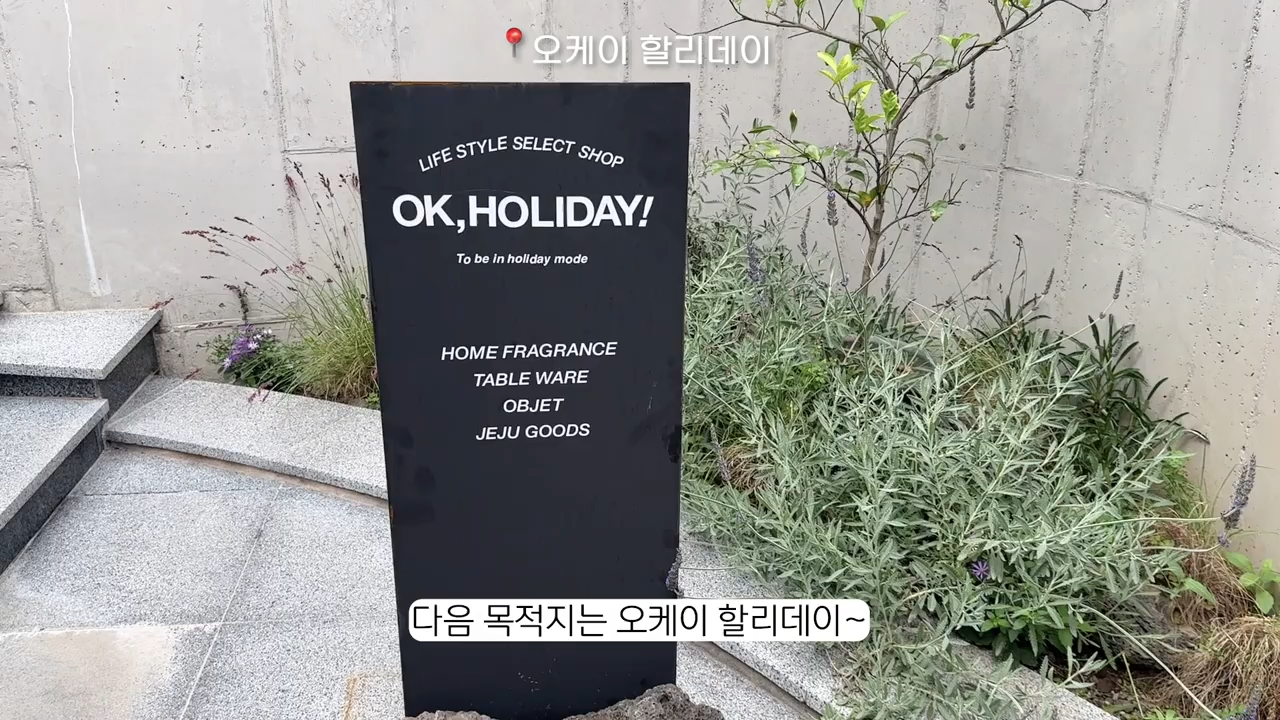 📍오케이 할리데이
LIFE STYLE SELECT SHOP
OK,HOLIDAY!
To be in holiday mode
HOME FRAGRANCE
TABLE WARE
OBJET
JEJU GOODS
다음 목적지는 오케이 할리데이~